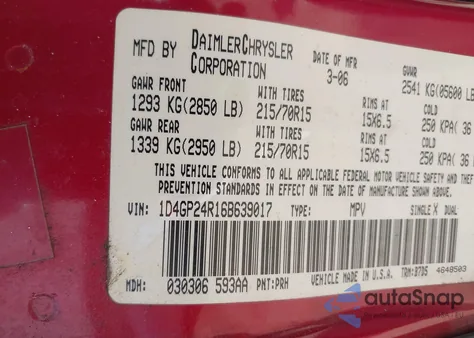 MFD BY DAIMLERCHRYSLER CORPORATION
DATE OF MFR 3-06
GVWR 2541 KG(05600 LB
GAWR FRONT WITH TIRES RIMS AT COLD
1293 KG(2850 LB) 215/70R15 15X6.5 250 KPA( 36
GAWR REAR WITH TIRES RIMS AT COLD
1339 KG(2950 LB) 215/70R15 15X6.5 250 KPA( 36
THIS VEHICLE CONFORMS TO ALL APPLICABLE FEDERAL MOTOR VEHICLE SAFETY
PREVENTION STANDARDS IN EFFECT ON THE DATE OF MANUFACTURE SHOWN
VIN: 1D4GP24R16B639017 TYPE: MPV SINGLE X DUAL
MDH: 030306 593AA PNT:PRH VEHICLE MADE IN U.S.A. TRM:B7D5 4648503
autoSnap